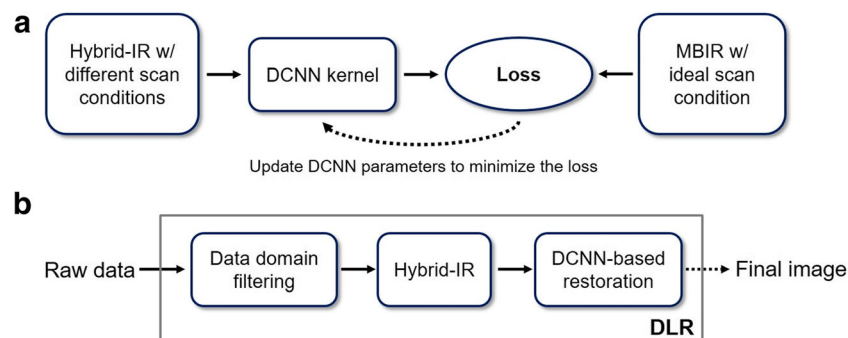 a
Hybrid-IR w/
different scan
conditions
DCNN kernel
Loss
MBIR w/
ideal scan
condition
Update DCNN parameters to minimize the loss
b
Raw data
Data domain
filtering
Hybrid-IR
DCNN-based
restoration
Final image
DLR